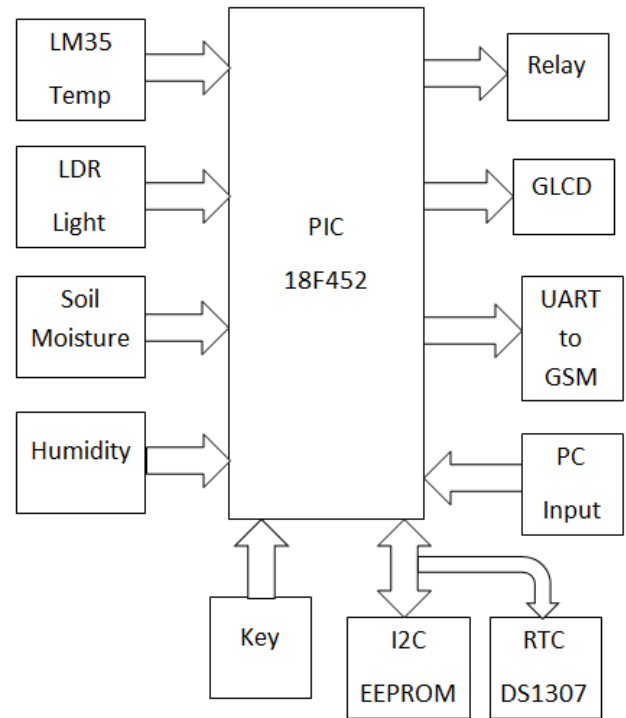 LM35
Temp
LDR
Light
Soil
Moisture
Humidity
PIC
18F452
Relay
GLCD
UART
to
GSM
PC
Input
Key
I2C
EEPROM
RTC
DS1307